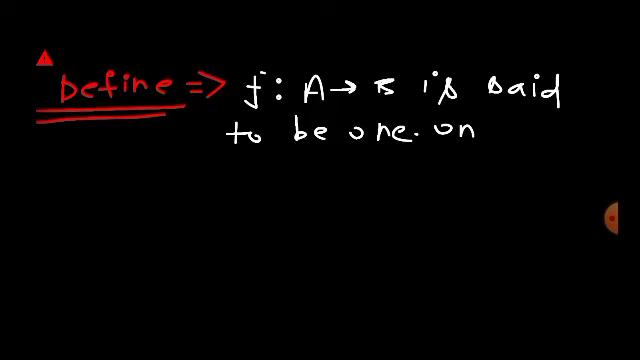 Define => f: A → B is said
to be one. on